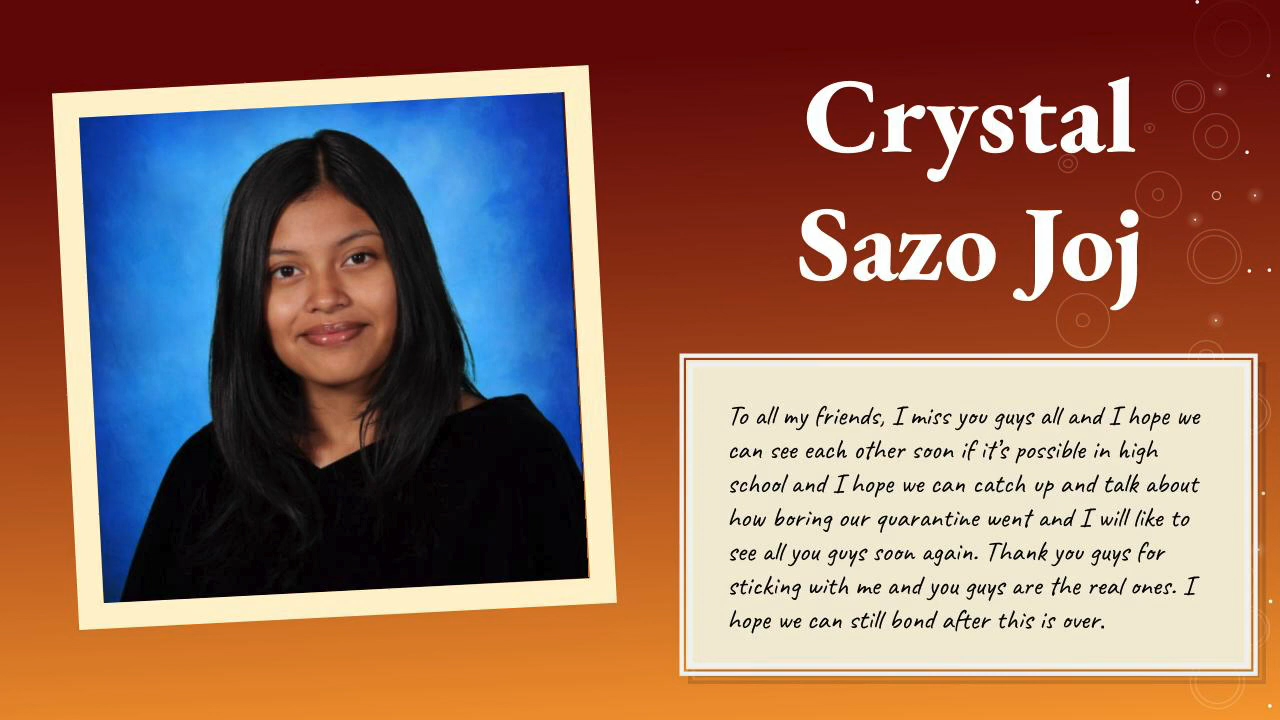 Crystal
Sazo Joj
To all my friends, I miss you guys all and I hope we
can see each other soon if it’s possible in high
school and I hope we can catch up and talk about
how boring our quarantine went and I will like to
see all you guys soon again. Thank you guys for
sticking with me and you guys are the real ones. I
hope we can still bond after this is over.